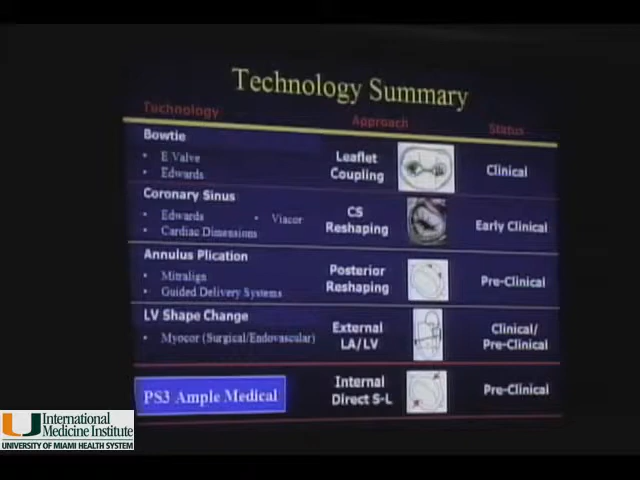 Technology Summary
Technology Approach Status
Bowtie
• E Valve
• Edwards
Leaflet
Coupling
Clinical
Coronary Sinus
• Edwards • Viacor
• Cardiac Dimensions
CS
Reshaping
Early Clinical
Annulus Plication
• Mitralign
• Guided Delivery Systems
Posterior
Reshaping
Pre-Clinical
LV Shape Change
• Myocor (Surgical/Endovascular)
External
LA/LV
Clinical/
Pre-Clinical
PS3 Ample Medical
Internal
Direct S-L
Pre-Clinical
U International
Medicine Institute
UNIVERSITY OF MIAMI HEALTH SYSTEM